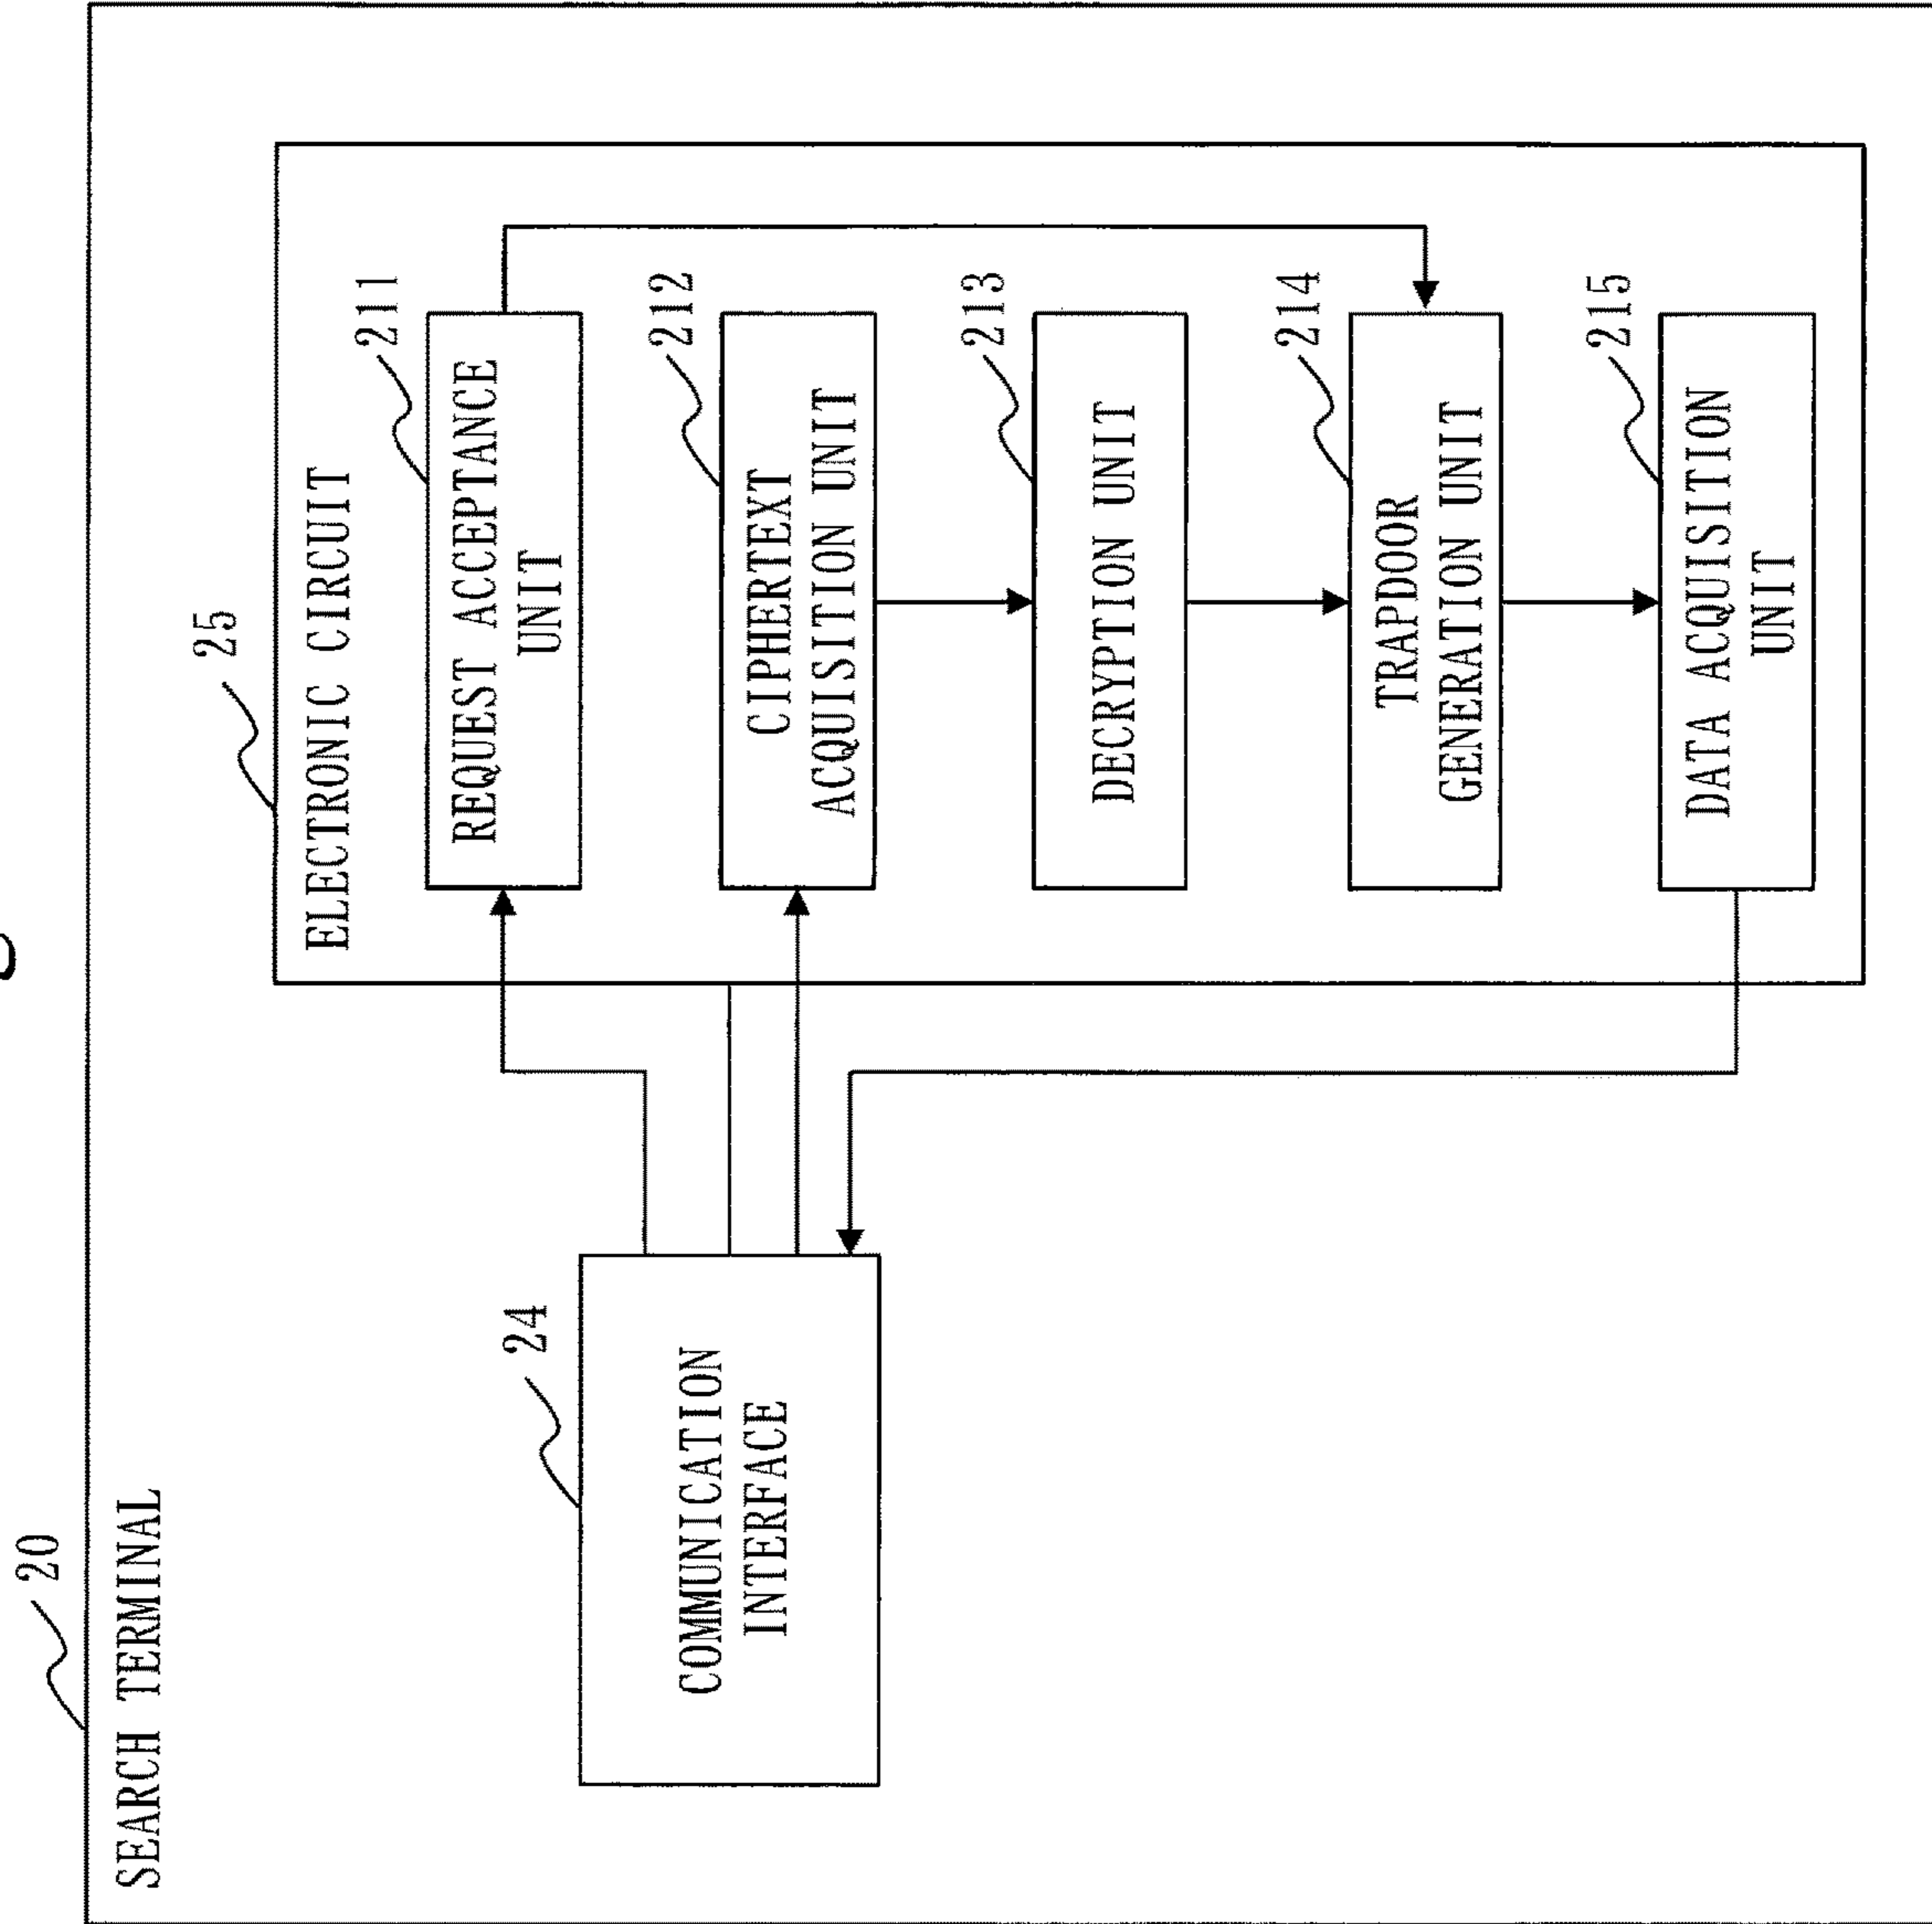 20
SEARCH TERMINAL
24
COMMUNICATION
INTERFACE
25
ELECTRONIC CIRCUIT
211
REQUEST ACCEPTANCE
UNIT
212
CIPHERTEXT
ACQUISITION UNIT
213
DECRYPTION UNIT
214
TRAPDOOR
GENERATION UNIT
215
DATA ACQUISITION
UNIT